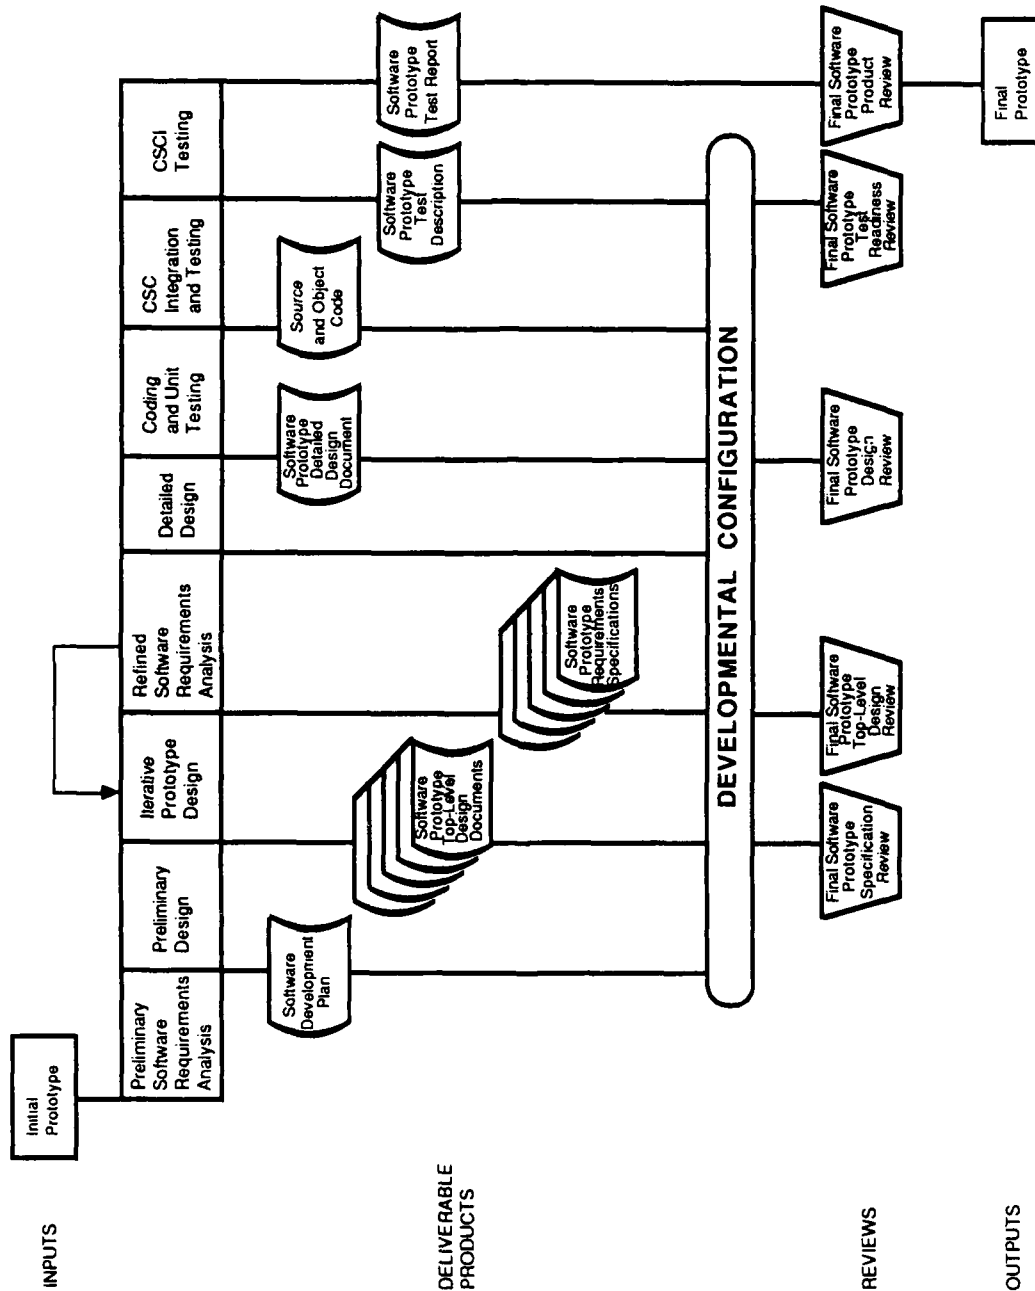 INPUTS
Initial
Prototype
Preliminary
Software
Requirements
Analysis
Preliminary
Design
Iterative
Prototype
Design
Refined
Software
Requirements
Analysis
Detailed
Design
Coding
and Unit
Testing
CSC
Integration
and Testing
CSCI
Testing
DELIVERABLE
PRODUCTS
Software
Development
Plan
Software
Prototype
Top-Level
Design
Documents
Software
Prototype
Requirements
Specifications
Software
Prototype
Detailed
Design
Document
Source
and Object
Code
Software
Prototype
Test
Description
Software
Prototype
Test Report
DEVELOPMENTAL CONFIGURATION
REVIEWS
Final Software
Prototype
Specification
Review
Final Software
Prototype
Top-Level
Design
Review
Final Software
Prototype
Design
Review
Final Software
Prototype
Test
Readiness
Review
Final Software
Prototype
Product
Review
OUTPUTS
Final
Prototype